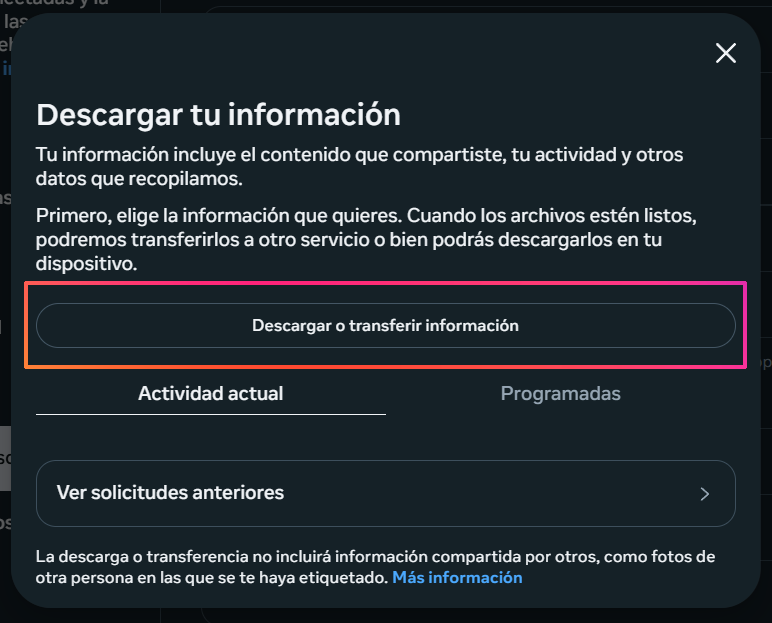 Descargar tu información
Tu información incluye el contenido que compartiste, tu actividad y otros
datos que recopilamos.
Primero, elige la información que quieres. Cuando los archivos estén listos,
podremos transferirlos a otro servicio o bien podrás descargarlos en tu
dispositivo.
Descargar o transferir información
Actividad actual
Programadas
Ver solicitudes anteriores
La descarga o transferencia no incluirá información compartida por otros, como fotos de
otra persona en las que se te haya etiquetado. Más información